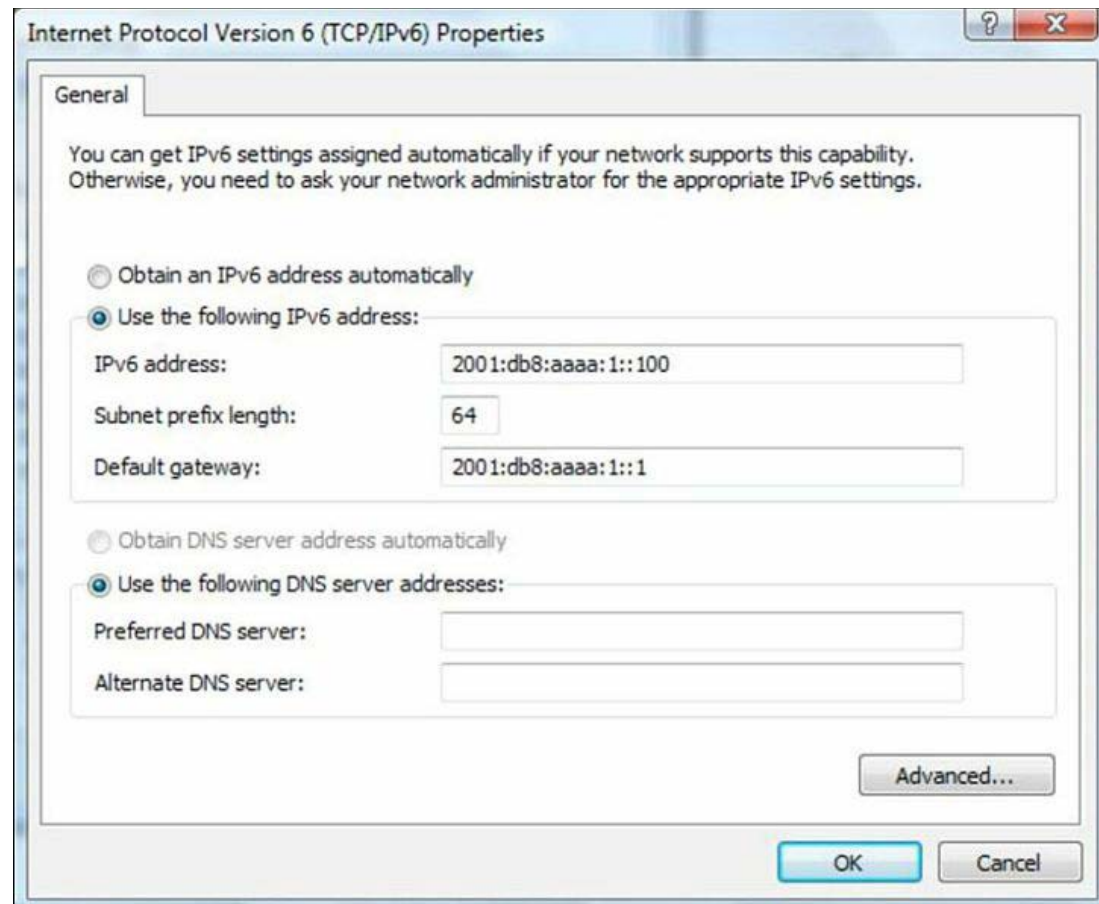 Internet Protocol Version 6 (TCP/IPv6) Properties
General
You can get IPv6 settings assigned automatically if your network supports this capability.
Otherwise, you need to ask your network administrator for the appropriate IPv6 settings.
Obtain an IPv6 address automatically
Use the following IPv6 address:
IPv6 address: 2001:db8:aaaa:1::100
Subnet prefix length: 64
Default gateway: 2001:db8:aaaa:1::1
Obtain DNS server address automatically
Use the following DNS server addresses:
Preferred DNS server:
Alternate DNS server:
Advanced...
OK Cancel